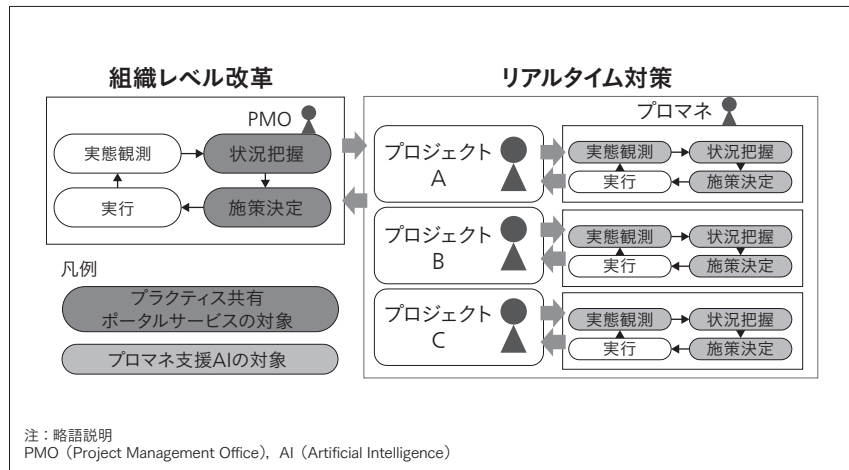 組織レベル改革
リアルタイム対策
PMO
実態観測
状況把握
実行
施策決定
凡例
プラクティス共有
ポータルサービスの対象
プロマネ支援AIの対象
プロマネ
プロジェクト
A
実態観測
状況把握
実行
施策決定
プロジェクト
B
実態観測
状況把握
実行
施策決定
プロジェクト
C
実態観測
状況把握
実行
施策決定
注：略語説明
PMO（Project Management Office），AI（Artificial Intelligence）